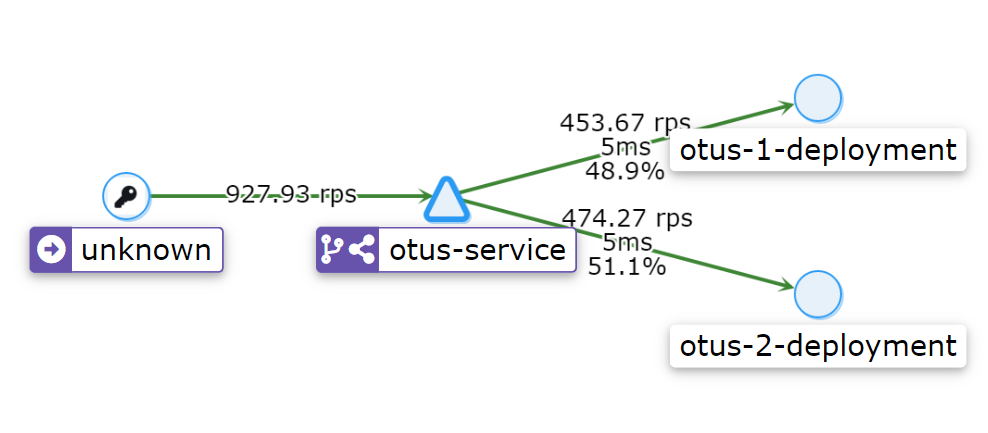 927.93 rps
unknown
otus-service
453.67 rps
5ms
48.9%
otus-1-deployment
474.27 rps
5ms
51.1%
otus-2-deployment